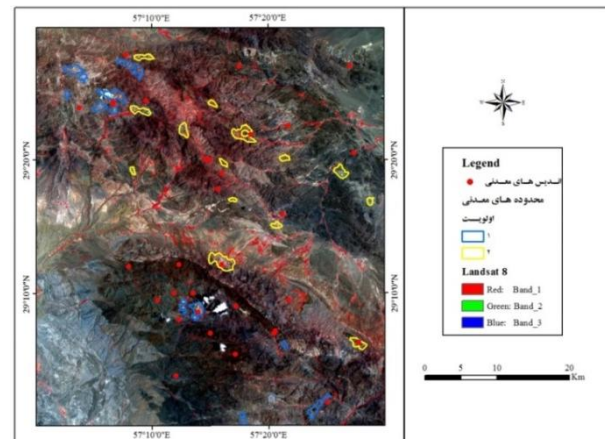 57°10'0"E
57°20'0"E
29°20'0"N
29°20'0"N
29°10'0"N
29°10'0"N
57°10'0"E
57°20'0"E
N
Legend
اندیس های معدنی
محدوده های معدنی
اولویت
۱
۲
Landsat 8
Red: Band_1
Green: Band_2
Blue: Band_3
0 5 10 20
Km